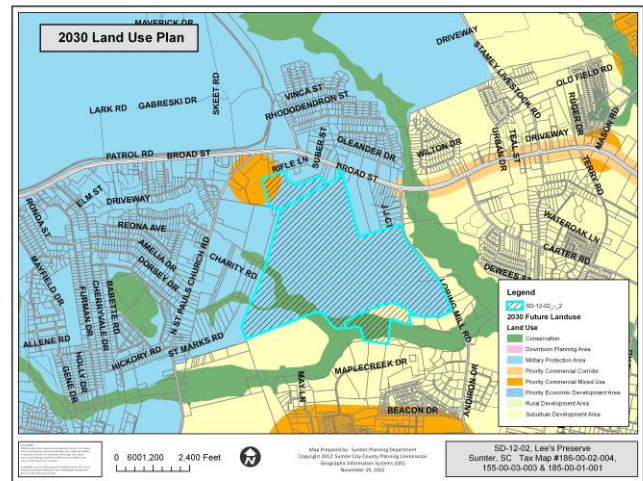 2030 Land Use Plan
MAVERICK DR
DRIVEWAY
STAMEY LIVESTOCK RD
OLD FIELD RD
LARK RD
GABRESKI DR
SKEET RD
VINCA ST
RHODODENDRON ST
RUGER DR
MASON RD
SUBER ST
OLEANDER DR
WILTON DR
URBAN DR
TEAL ST
DRIVEWAY
PATROL RD
BROAD ST
RIFLE LN
BROAD ST
TERRY RD
ELM ST
DRIVEWAY
RONDA ST
REONA AVE
J J CT
WATEROAK LN
CARTER RD
MAYFIELD DR
AMELIA DR
DORSEY DR
CHARITY RD
N ST PAULS CHURCH RD
DEWEES ST
FURMAN DR
CHERRYVALE DR
BABETTE RD
LORING MILL RD
ALLENE RD
HOLLY DR
GENE DR
HICKORY RD
ST MARKS RD
MAPLECREEK DR
MAY LN
BEACON DR
ANDIRON DR
Legend
SD-12-02_-_2
2030 Future Landuse
Land Use
Conservation
Downtown Planning Area
Military Protection Area
Priority Commercial Corridor
Priority Commercial Mixed Use
Priority Economic Development Area
Rural Development Area
Suburban Development Area
0 6001,200 2,400 Feet
Map Prepared by: Sumter Planning Department
Copyright 2012: Sumter City-County Planning Commission
Geographic Information Systems (GIS)
November 19, 2012
SD-12-02, Lee's Preserve
Sumter, SC Tax Map #186-00-02-004,
155-00-03-003 & 185-00-01-001